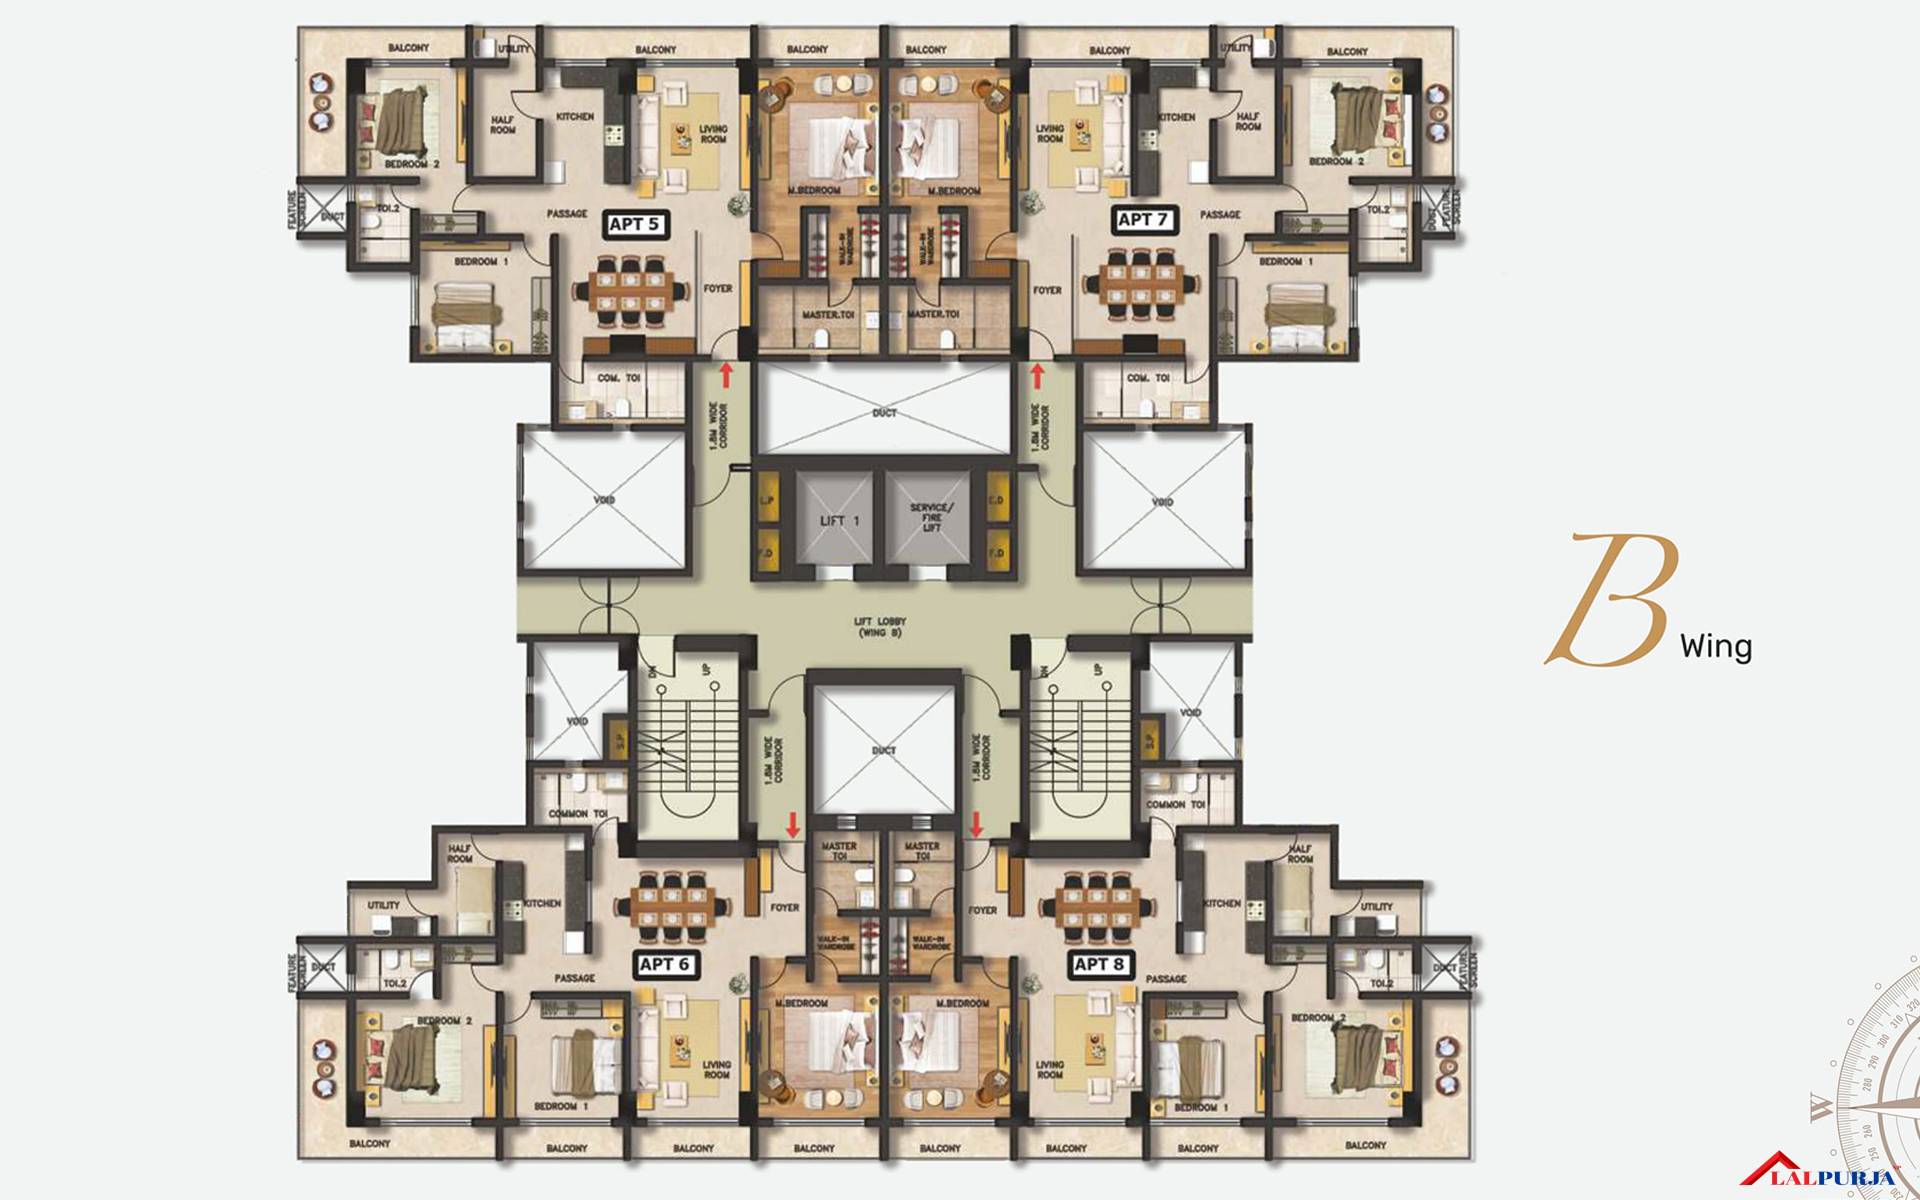 BALCONY
UTILITY
BALCONY
BALCONY
BALCONY
BALCONY
UTILITY
BALCONY
HALF
ROOM
KITCHEN
LIVING
ROOM
BEDROOM 2
M.BEDROOM
M.BEDROOM
LIVING
ROOM
KITCHEN
HALF
ROOM
BEDROOM 2
FEATURE
SCREEN
DUCT
TOI.2
PASSAGE
APT 5
WALK-IN
WARDROBE
WALK-IN
WARDROBE
APT 7
PASSAGE
TOI.2
DUCT
FEATURE
SCREEN
BEDROOM 1
FOYER
MASTER.TOI
MASTER.TOI
FOYER
BEDROOM 1
COM. TOI
1.5M WIDE
CORRIDOR
DUCT
1.5M WIDE
CORRIDOR
COM. TOI
VOID
L.P
F.D
LIFT 1
SERVICE/
FIRE
LIFT
E.D
F.D
VOID
LIFT LOBBY
(WING B)
B Wing
DN
UP
DN
UP
VOID
S.P
1.5M WIDE
CORRIDOR
DUCT
1.5M WIDE
CORRIDOR
S.P
VOID
COMMON TOI
COMMON TOI
HALF
ROOM
MASTER
TOI
MASTER
TOI
HALF
ROOM
UTILITY
KITCHEN
FOYER
FOYER
KITCHEN
UTILITY
WALK-IN
WARDROBE
WALK-IN
WARDROBE
FEATURE
SCREEN
DUCT
TOI.2
PASSAGE
APT 6
APT 8
PASSAGE
TOI.2
DUCT
FEATURE
SCREEN
BEDROOM 2
M.BEDROOM
M.BEDROOM
BEDROOM 2
LIVING
ROOM
LIVING
ROOM
BEDROOM 1
BEDROOM 1
BALCONY
BALCONY
BALCONY
BALCONY
BALCONY
BALCONY
BALCONY
BALCONY
320
310
300
290
280
W
260
250
LALPURJA